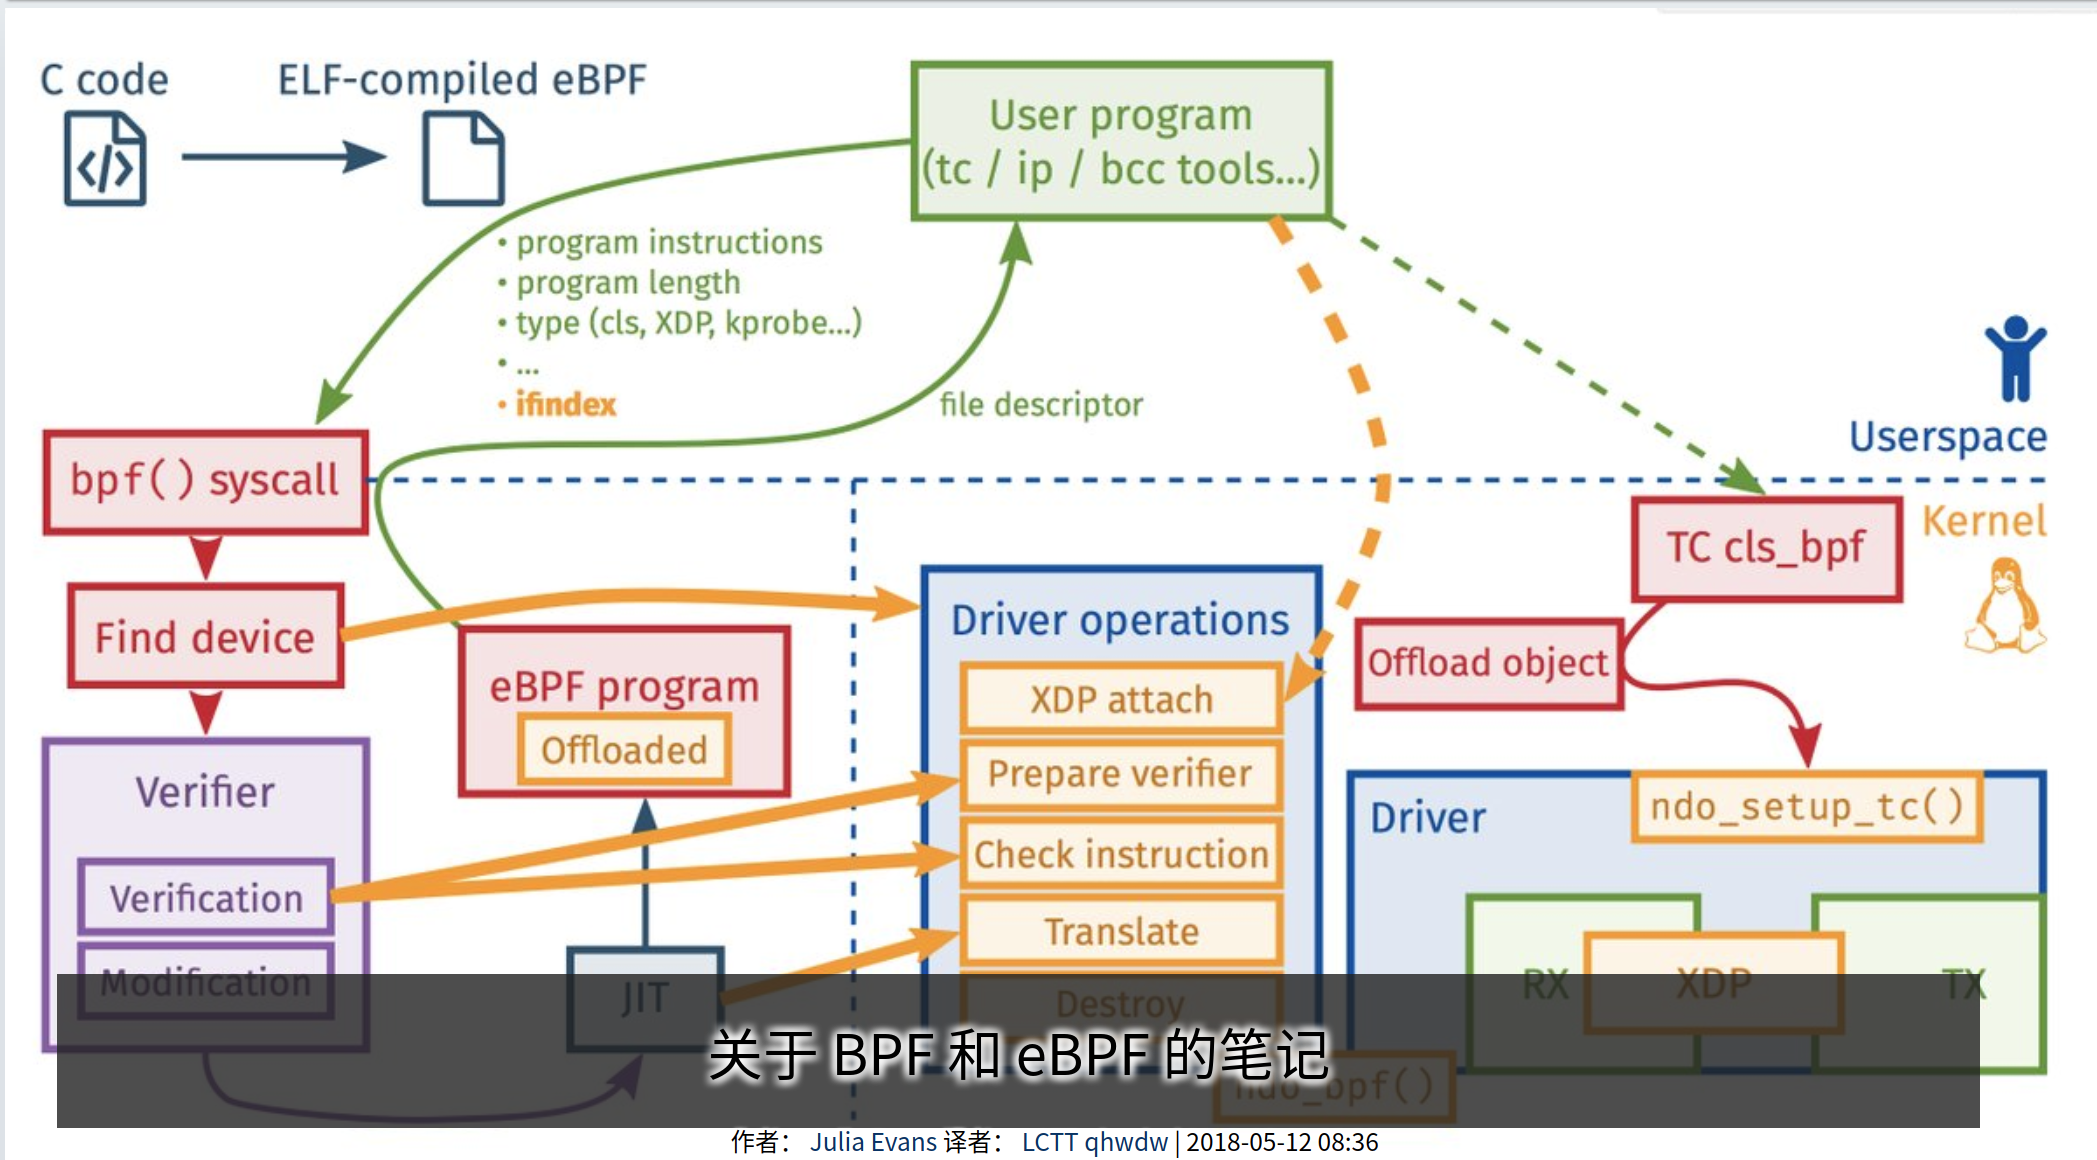 C code
ELF-compiled eBPF
User program
(tc / ip / bcc tools...)
• program instructions
• program length
• type (cls, XDP, kprobe...)
• ...
• ifindex
file descriptor
Userspace
Kernel
bpf() syscall
Find device
Verifier
Verification
Modification
eBPF program
Offloaded
JIT
Driver operations
XDP attach
Prepare verifier
Check instruction
Translate
Destroy
ndo_bpf()
TC cls_bpf
Offload object
Driver
ndo_setup_tc()
RX
XDP
TX
关于 BPF 和 eBPF 的笔记
作者： Julia Evans 译者： LCTT qhwdw | 2018-05-12 08:36